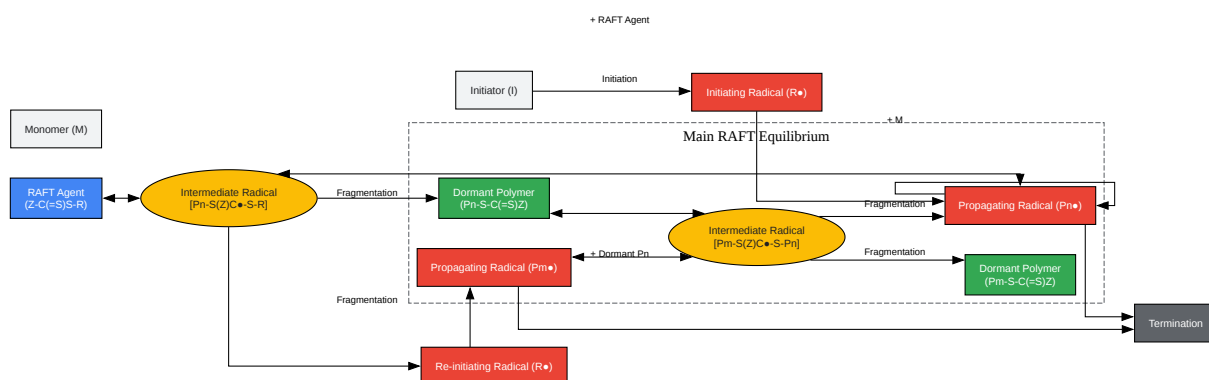 + RAFT Agent
Initiation
Initiator (I)
Initiating Radical (R●)
Monomer (M)
+ M
Main RAFT Equilibrium
RAFT Agent
(Z-C(=S)S-R)
Intermediate Radical
[Pn-S(Z)C●-S-R]
Fragmentation
Dormant Polymer
(Pn-S-C(=S)Z)
Fragmentation
Propagating Radical (Pn●)
Intermediate Radical
[Pm-S(Z)C●-S-Pn]
+ Dormant Pn
Fragmentation
Propagating Radical (Pm●)
Dormant Polymer
(Pm-S-C(=S)Z)
Fragmentation
Termination
Re-initiating Radical (R●)